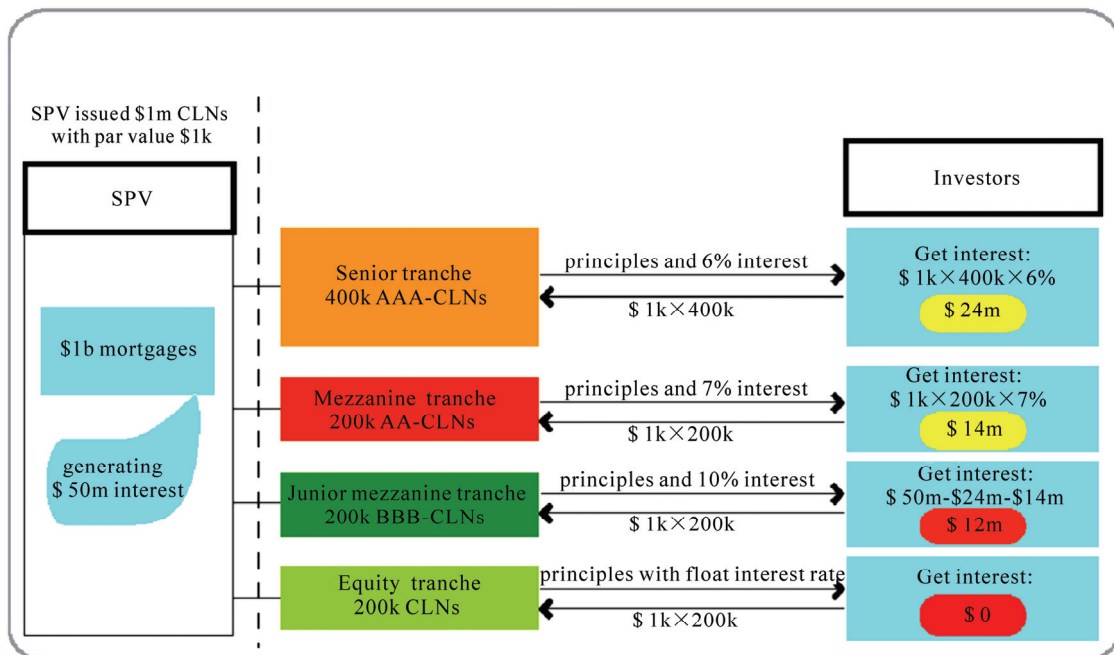 SPV issued $1m CLNs
with par value $1k
SPV
$1b mortgages
generating
$ 50m interest
Senior tranche
400k AAA-CLNs
Mezzanine tranche
200k AA-CLNs
Junior mezzanine tranche
200k BBB-CLNs
Equity tranche
200k CLNs
principles and 6% interest
$ 1k×400k
principles and 7% interest
$ 1k×200k
principles and 10% interest
$ 1k×200k
principles with float interest rate
$ 1k×200k
Investors
Get interest:
$ 1k×400k×6%
$ 24m
Get interest:
$ 1k×200k×7%
$ 14m
Get interest:
$ 50m-$24m-$14m
$ 12m
Get interest:
$ 0